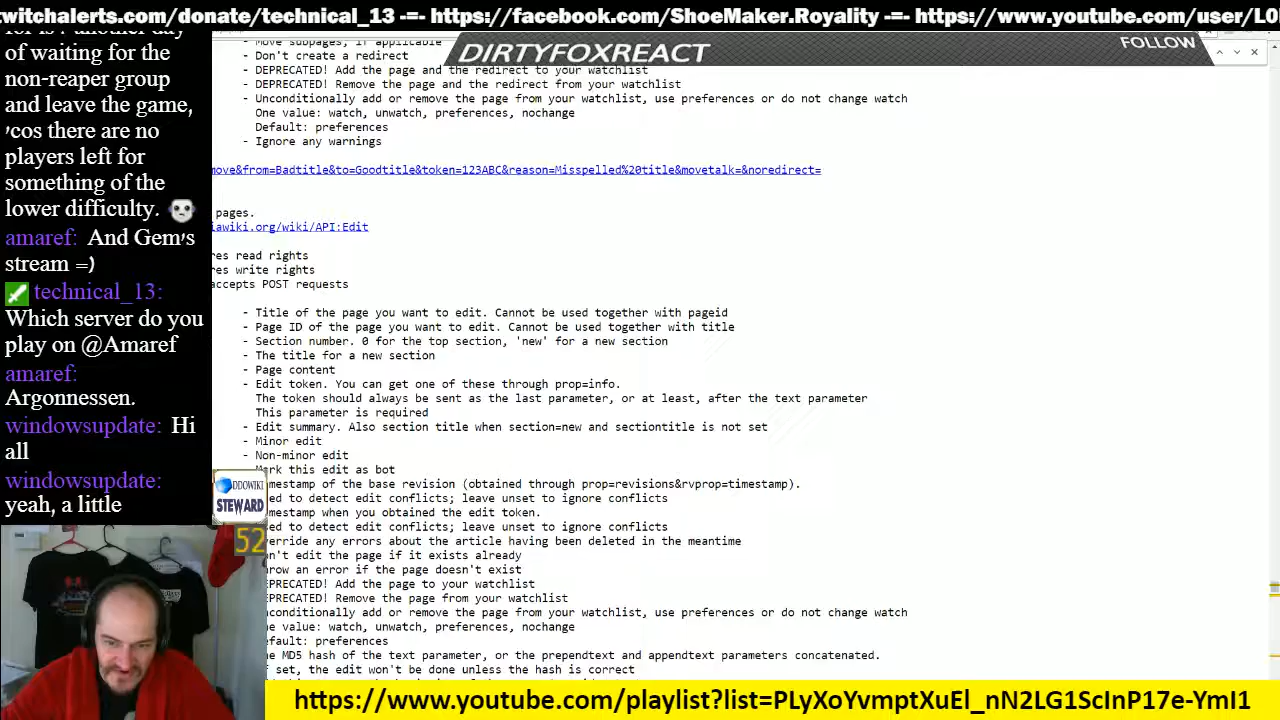 witchalerts.com/donate/technical_13 -=- https://facebook.com/ShoeMaker.Royality -=- https://www.youtube.com/user/L0
DIRTYFOXREACT
FOLLOW
of waiting for the
non-reaper group
and leave the game,
'cos there are no
players left for
something of the
lower difficulty.
amaref: And Gem's
stream =)
technical_13:
Which server do you
play on @Amaref
amaref:
Argonnessen.
windowsupdate: Hi
all
windowsupdate:
yeah, a little
- Move subpages, if applicable
- Don't create a redirect
- DEPRECATED! Add the page and the redirect to your watchlist
- DEPRECATED! Remove the page and the redirect from your watchlist
- Unconditionally add or remove the page from your watchlist, use preferences or do not change watch
One value: watch, unwatch, preferences, nochange
Default: preferences
- Ignore any warnings
move&from=Badtitle&to=Goodtitle&token=123ABC&reason=Misspelled%20title&movetalk=&noredirect=
pages.
iawiki.org/wiki/API:Edit
res read rights
res write rights
accepts POST requests
- Title of the page you want to edit. Cannot be used together with pageid
- Page ID of the page you want to edit. Cannot be used together with title
- Section number. 0 for the top section, 'new' for a new section
- The title for a new section
- Page content
- Edit token. You can get one of these through prop=info.
The token should always be sent as the last parameter, or at least, after the text parameter
This parameter is required
- Edit summary. Also section title when section=new and sectiontitle is not set
- Minor edit
- Non-minor edit
Mark this edit as bot
mestamp of the base revision (obtained through prop=revisions&rvprop=timestamp).
ed to detect edit conflicts; leave unset to ignore conflicts
mestamp when you obtained the edit token.
ed to detect edit conflicts; leave unset to ignore conflicts
erride any errors about the article having been deleted in the meantime
n't edit the page if it exists already
row an error if the page doesn't exist
EPRECATED! Add the page to your watchlist
EPRECATED! Remove the page from your watchlist
conditionally add or remove the page from your watchlist, use preferences or do not change watch
e value: watch, unwatch, preferences, nochange
efault: preferences
e MD5 hash of the text parameter, or the prependtext and appendtext parameters concatenated.
f set, the edit won't be done unless the hash is correct
DDOWIKI
STEWARD
52
https://www.youtube.com/playlist?list=PLyXoYvmptXuEl_nN2LG1ScInP17e-YmI1